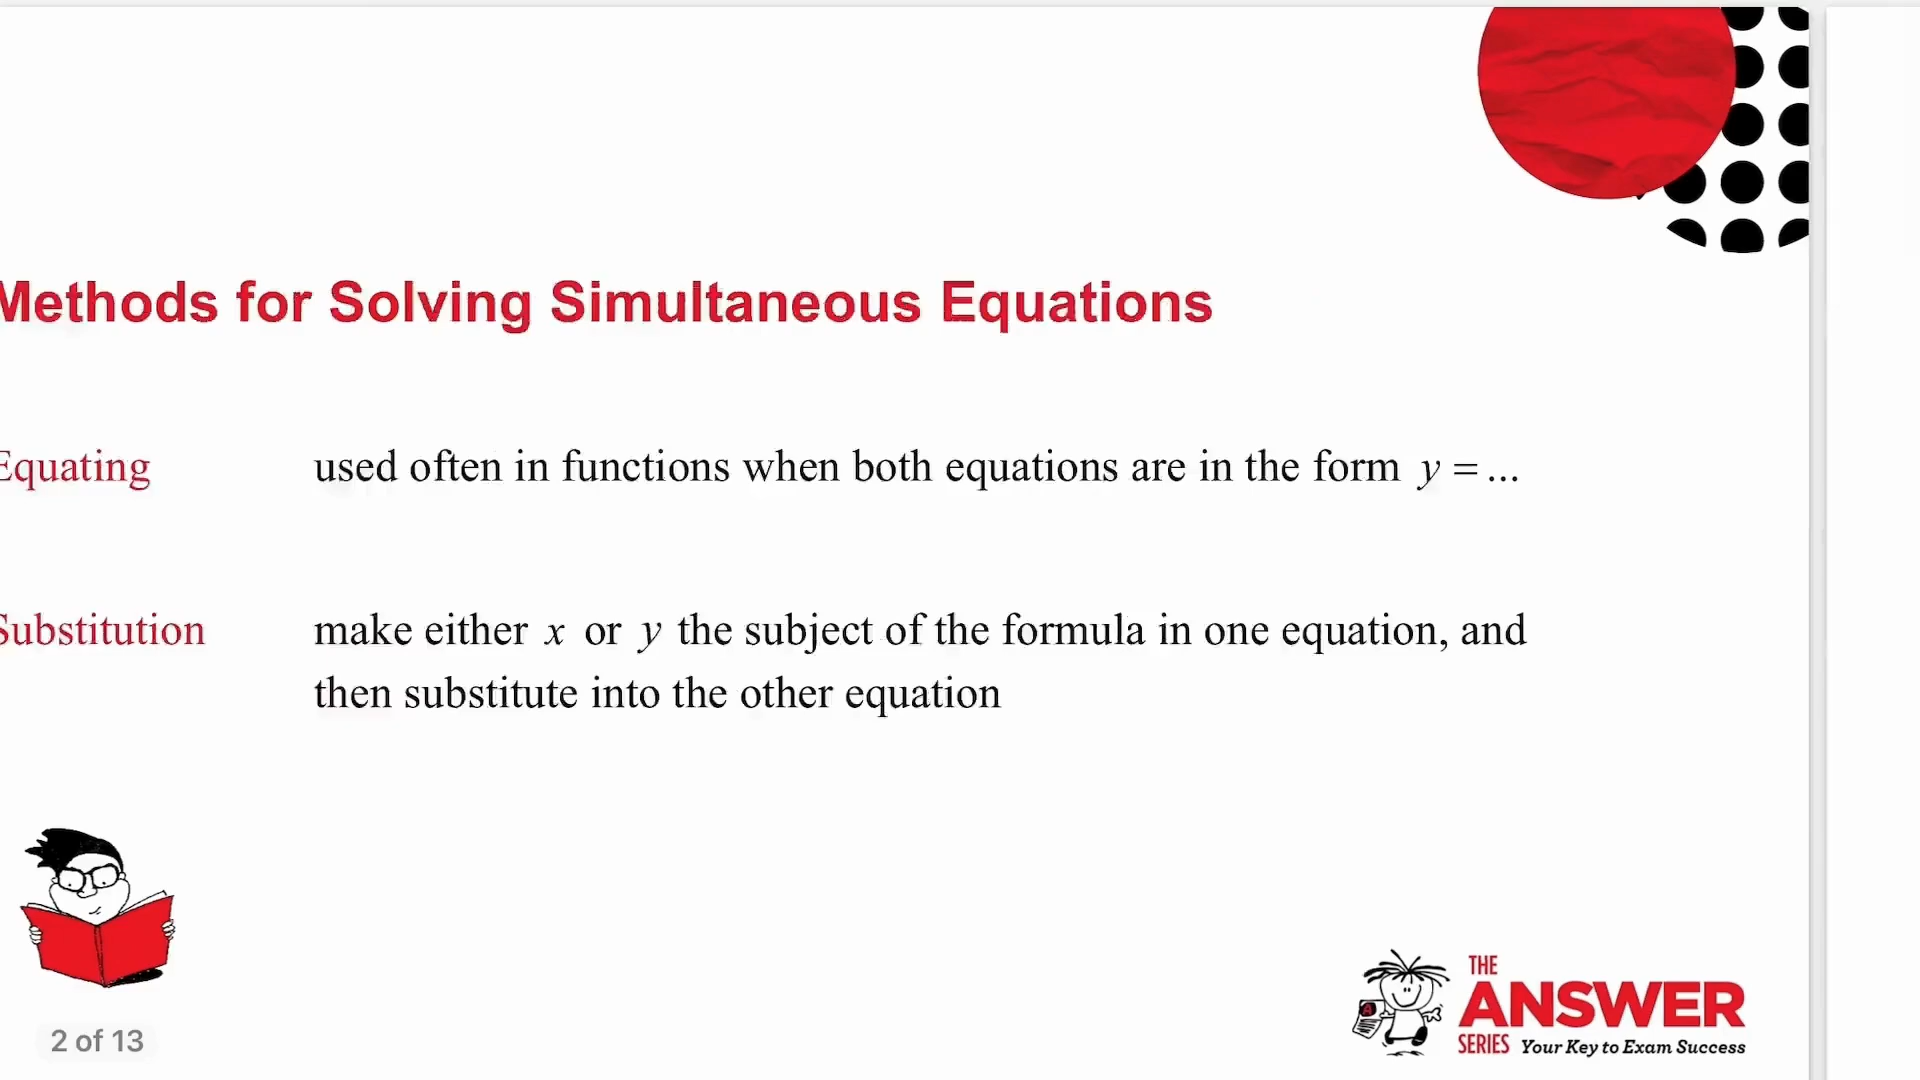 Methods for Solving Simultaneous Equations
Equating used often in functions when both equations are in the form y = ...
Substitution make either x or y the subject of the formula in one equation, and
then substitute into the other equation
2 of 13
THE
ANSWER
SERIES Your Key to Exam Success